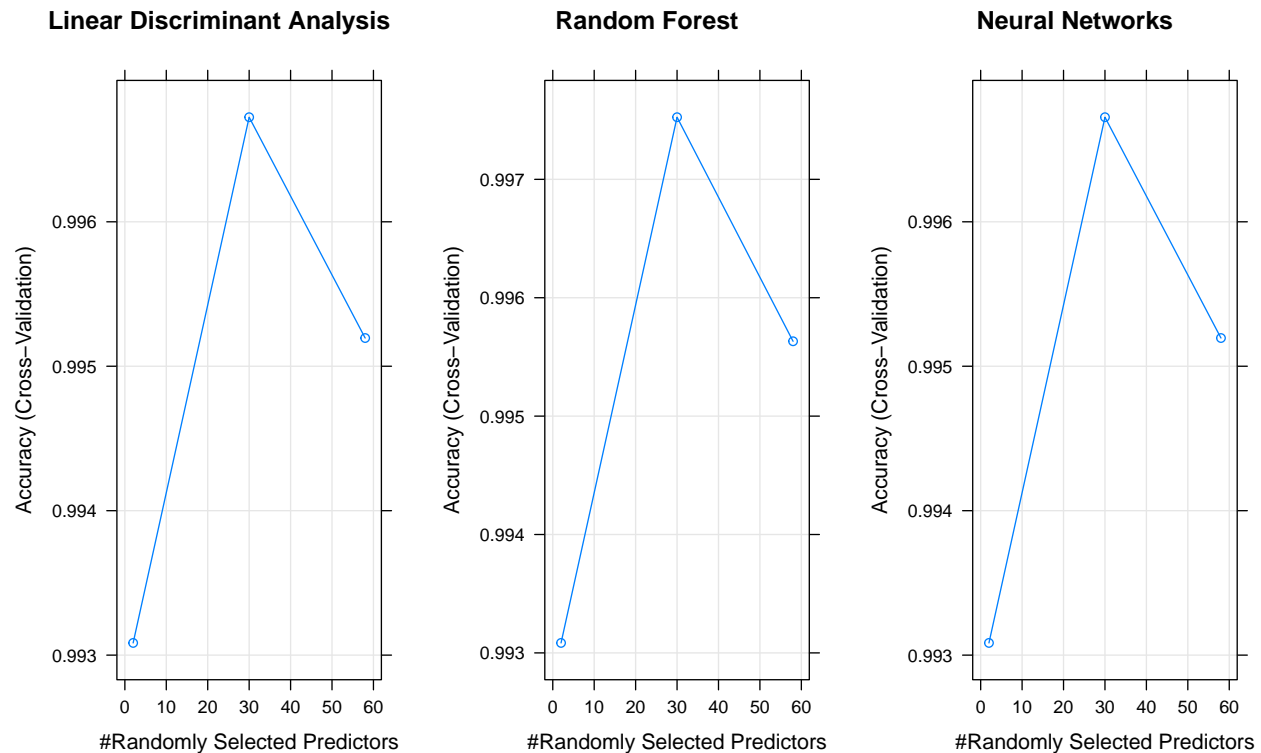 Linear Discriminant Analysis
Accuracy (Cross−Validation)
0.996
0.995
0.994
0.993
0 10 20 30 40 50 60
#Randomly Selected Predictors
Random Forest
Accuracy (Cross−Validation)
0.997
0.996
0.995
0.994
0.993
0 10 20 30 40 50 60
#Randomly Selected Predictors
Neural Networks
Accuracy (Cross−Validation)
0.996
0.995
0.994
0.993
0 10 20 30 40 50 60
#Randomly Selected Predictors